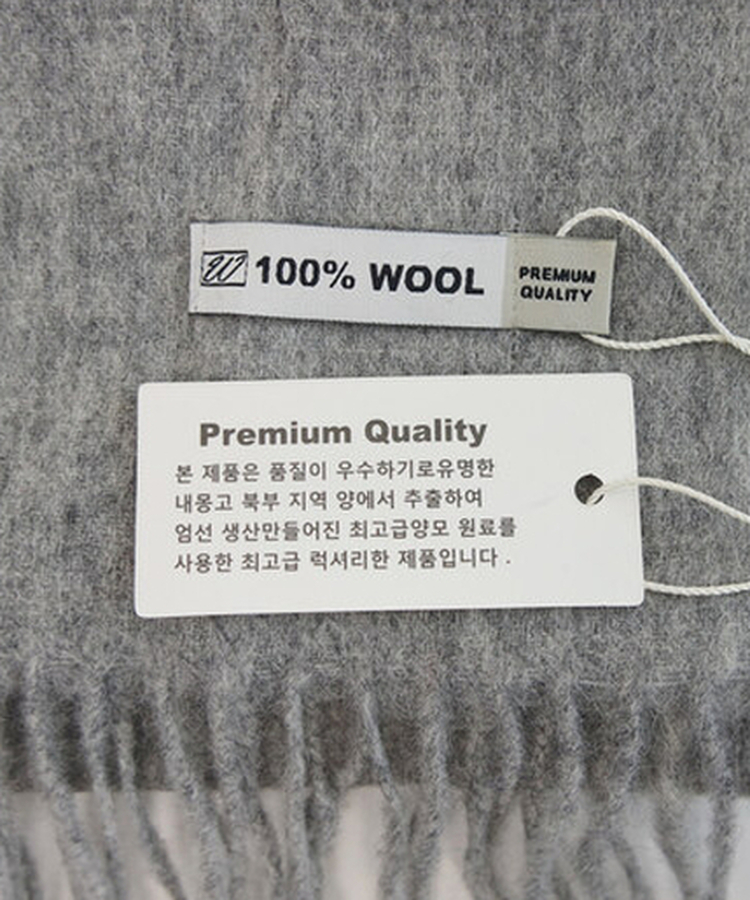 W 100% WOOL
PREMIUM
QUALITY
Premium Quality
본 제품은 품질이 우수하기로유명한
내몽고 북부 지역 양에서 추출하여
엄선 생산만들어진 최고급양모 원료를
사용한 최고급 럭셔리한 제품입니다 .